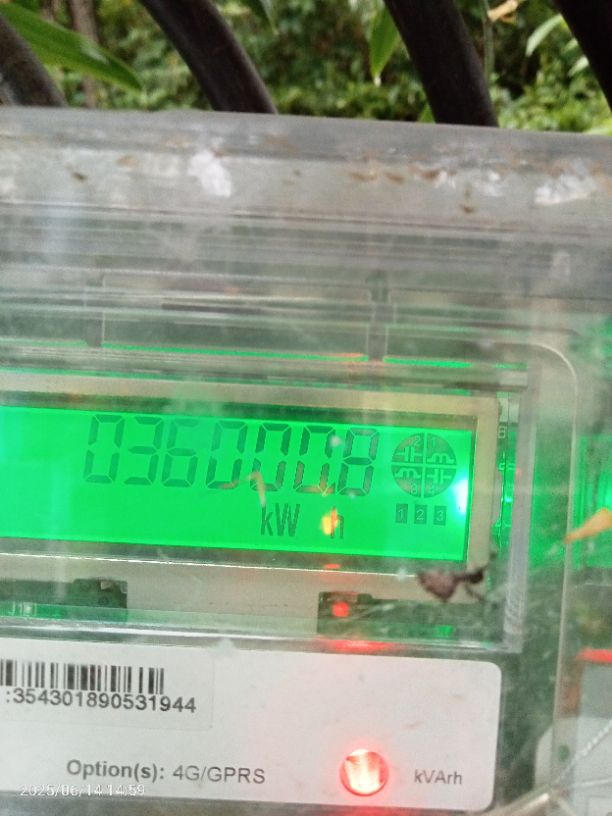 0360008
kW h
1 2 3
:354301890531944
Option(s): 4G/GPRS
kVArh
2025/06/14 14:59